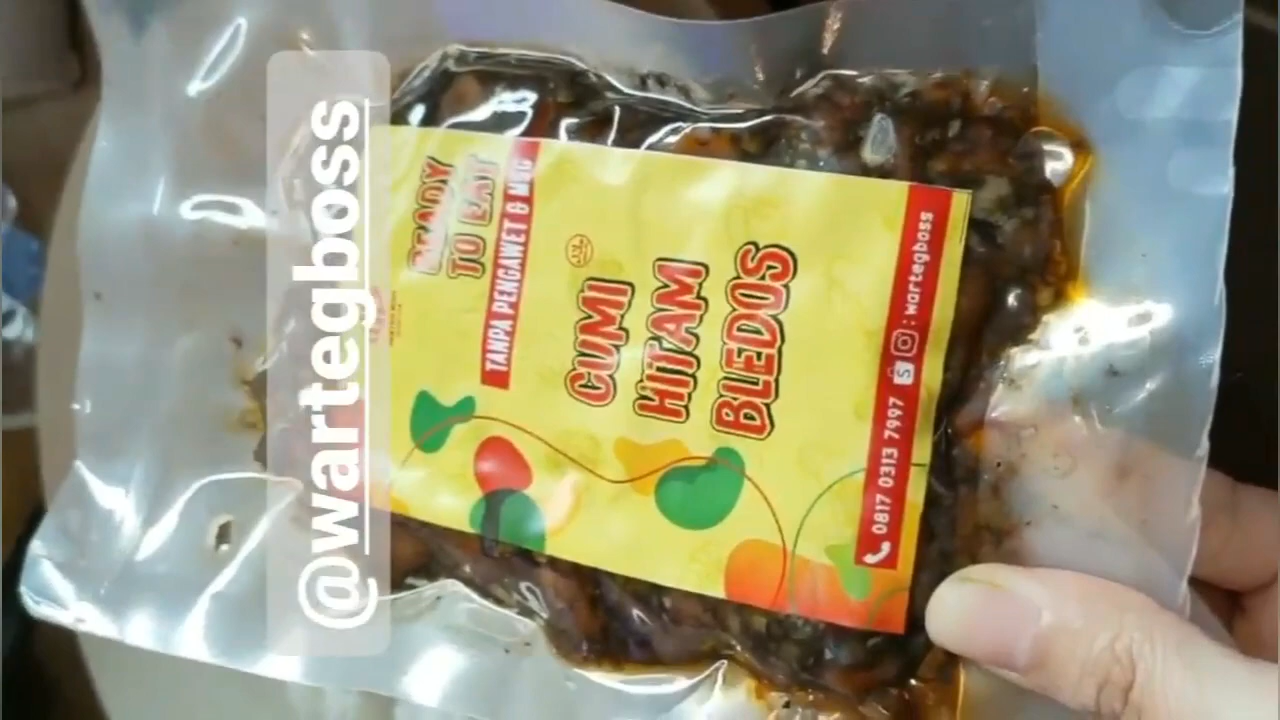 @wartegboss
READY
TO EAT
TANPA PENGAWET & MSG
CUMI
HITAM
BLEDOS
0817 0313 7997 : wartegboss